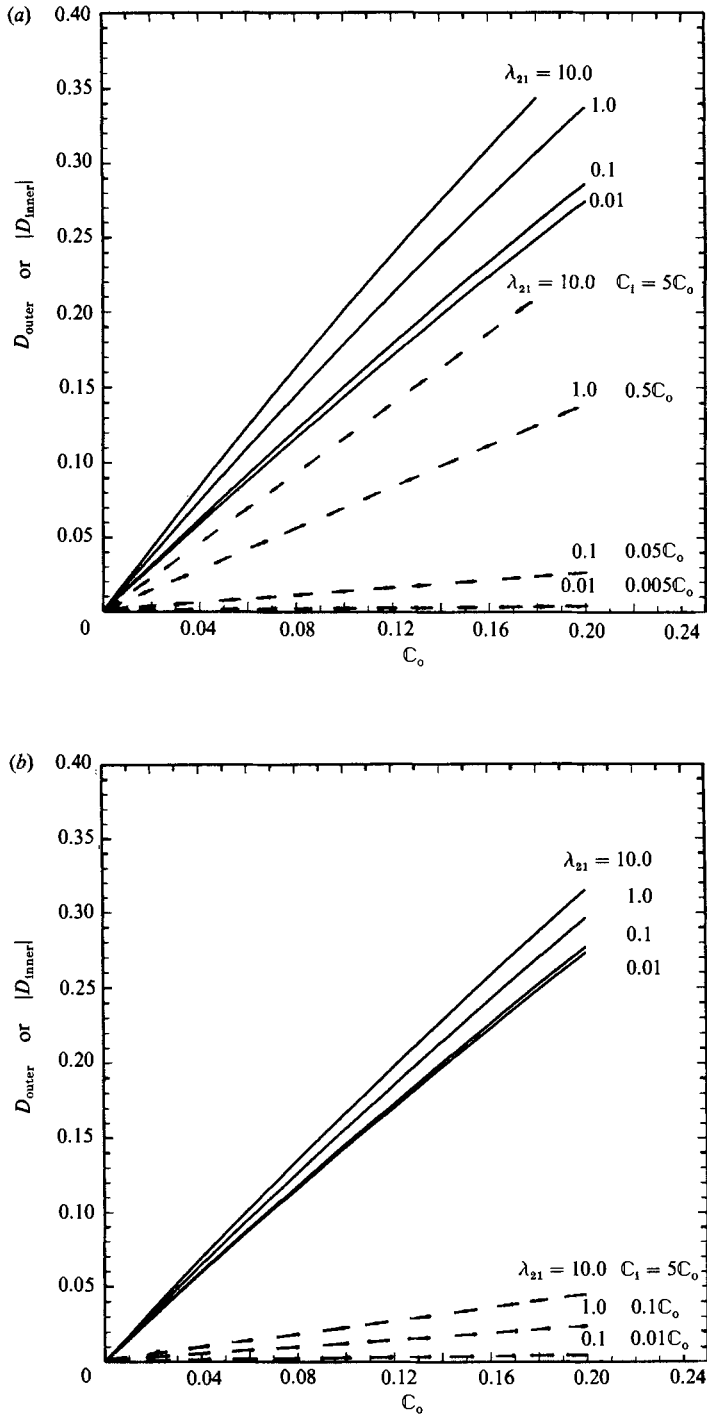 (a)
0.40
0.35
0.30
0.25
0.20
0.15
0.10
0.05
0
D_outer or |D_inner|
λ₂₁ = 10.0
1.0
0.1
0.01
λ₂₁ = 10.0 ℂᵢ = 5ℂₒ
1.0 0.5ℂₒ
0.1 0.05ℂₒ
0.01 0.005ℂₒ
0.04 0.08 0.12 0.16 0.20 0.24
ℂₒ
(b)
0.40
0.35
0.30
0.25
0.20
0.15
0.10
0.05
0
D_outer or |D_inner|
λ₂₁ = 10.0
1.0
0.1
0.01
λ₂₁ = 10.0 ℂᵢ = 5ℂₒ
1.0 0.1ℂₒ
0.1 0.01ℂₒ
0.04 0.08 0.12 0.16 0.20 0.24
ℂₒ